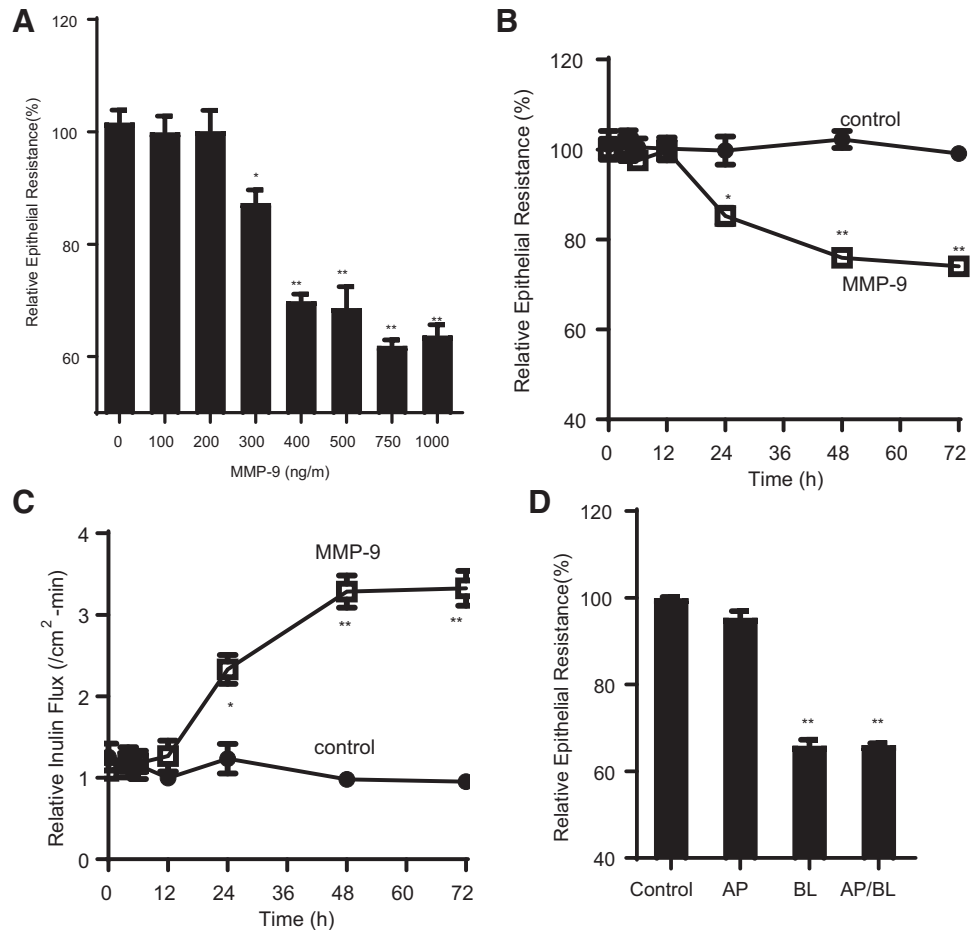 A
Relative Epithelial Resistance(%)
120
100
80
60
*
**
**
**
**
0 100 200 300 400 500 750 1000
MMP-9 (ng/m)
B
Relative Epithelial Resistance (%)
120
100
80
60
40
control
*
**
**
MMP-9
0 12 24 36 48 60 72
Time (h)
C
Relative Inulin Flux (/cm2 -min)
4
3
2
1
0
MMP-9
**
**
*
control
0 12 24 36 48 60 72
Time (h)
D
Relative Epithelial Resistance(%)
120
100
80
60
40
**
**
Control AP BL AP/BL